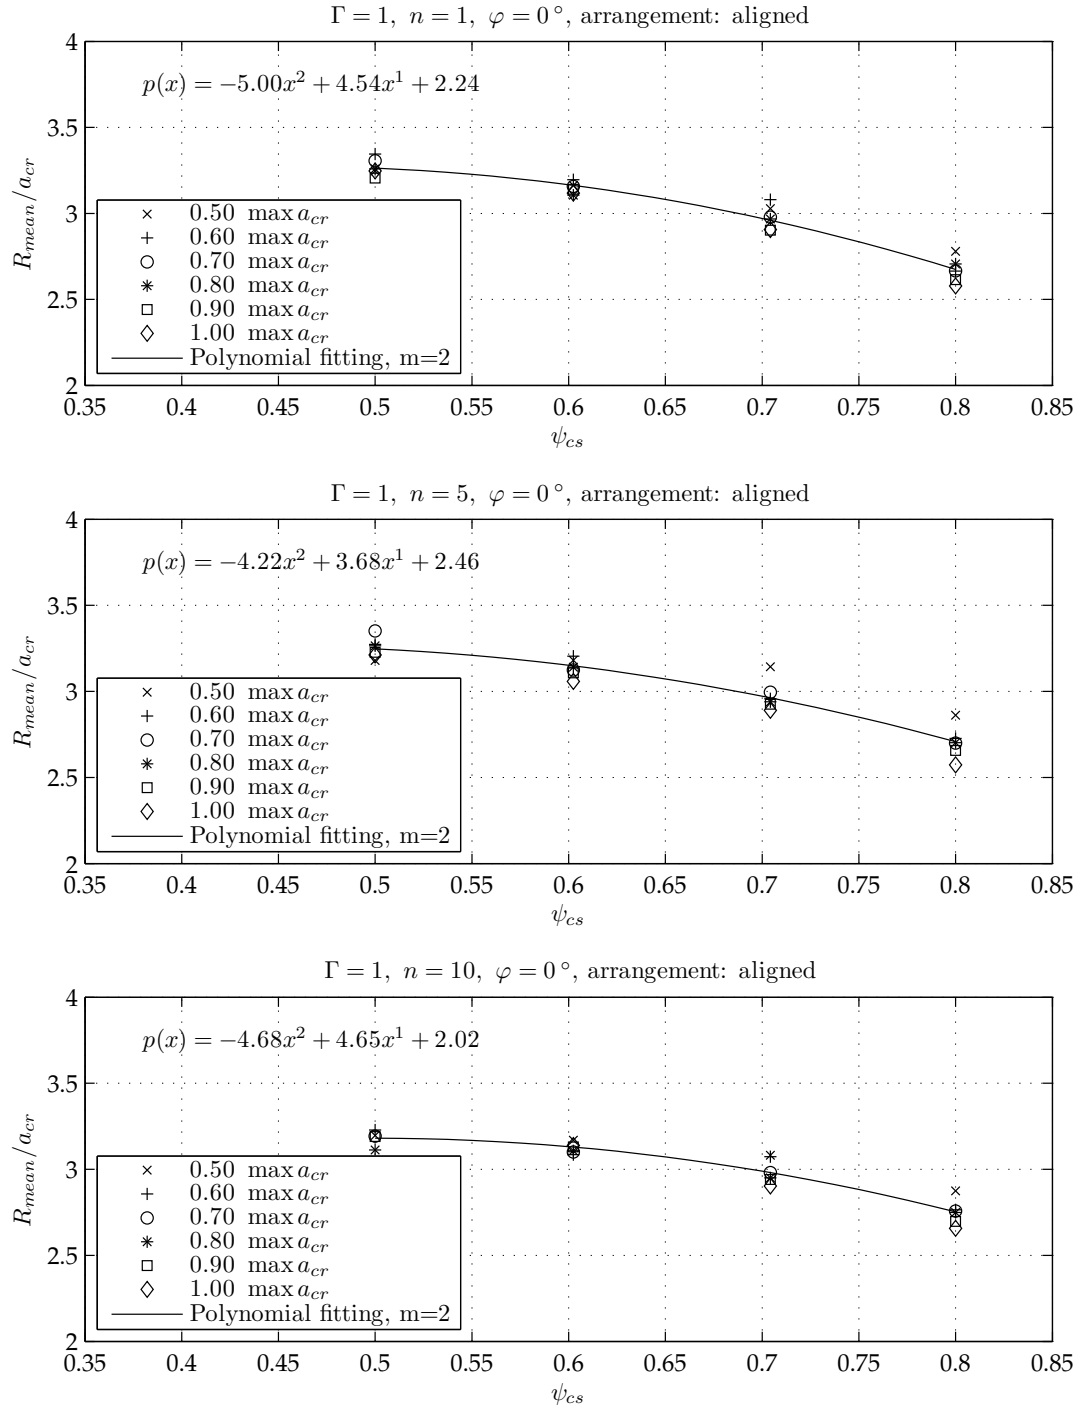 Γ = 1, n = 1, φ = 0°, arrangement: aligned
4
p(x) = −5.00x² + 4.54x¹ + 2.24
3.5
3
2.5
2
R_mean/a_cr
0.50 max a_cr
0.60 max a_cr
0.70 max a_cr
0.80 max a_cr
0.90 max a_cr
1.00 max a_cr
Polynomial fitting, m=2
0.35 0.4 0.45 0.5 0.55 0.6 0.65 0.7 0.75 0.8 0.85
ψ_cs
Γ = 1, n = 5, φ = 0°, arrangement: aligned
4
p(x) = −4.22x² + 3.68x¹ + 2.46
3.5
3
2.5
2
R_mean/a_cr
0.50 max a_cr
0.60 max a_cr
0.70 max a_cr
0.80 max a_cr
0.90 max a_cr
1.00 max a_cr
Polynomial fitting, m=2
0.35 0.4 0.45 0.5 0.55 0.6 0.65 0.7 0.75 0.8 0.85
ψ_cs
Γ = 1, n = 10, φ = 0°, arrangement: aligned
4
p(x) = −4.68x² + 4.65x¹ + 2.02
3.5
3
2.5
2
R_mean/a_cr
0.50 max a_cr
0.60 max a_cr
0.70 max a_cr
0.80 max a_cr
0.90 max a_cr
1.00 max a_cr
Polynomial fitting, m=2
0.35 0.4 0.45 0.5 0.55 0.6 0.65 0.7 0.75 0.8 0.85
ψ_cs